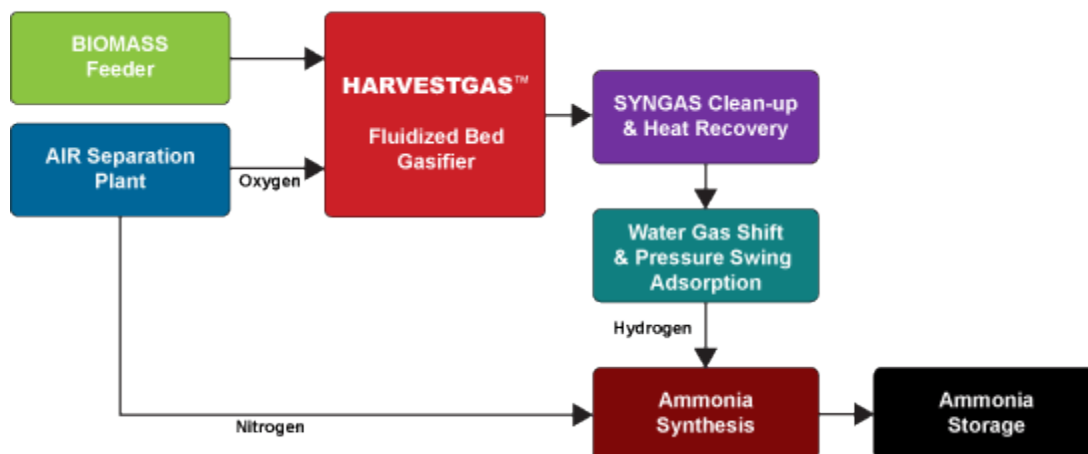 BIOMASS
Feeder
HARVESTGAS™
Fluidized Bed
Gasifier
AIR Separation
Plant
Oxygen
SYNGAS Clean-up
& Heat Recovery
Water Gas Shift
& Pressure Swing
Adsorption
Hydrogen
Nitrogen
Ammonia
Synthesis
Ammonia
Storage